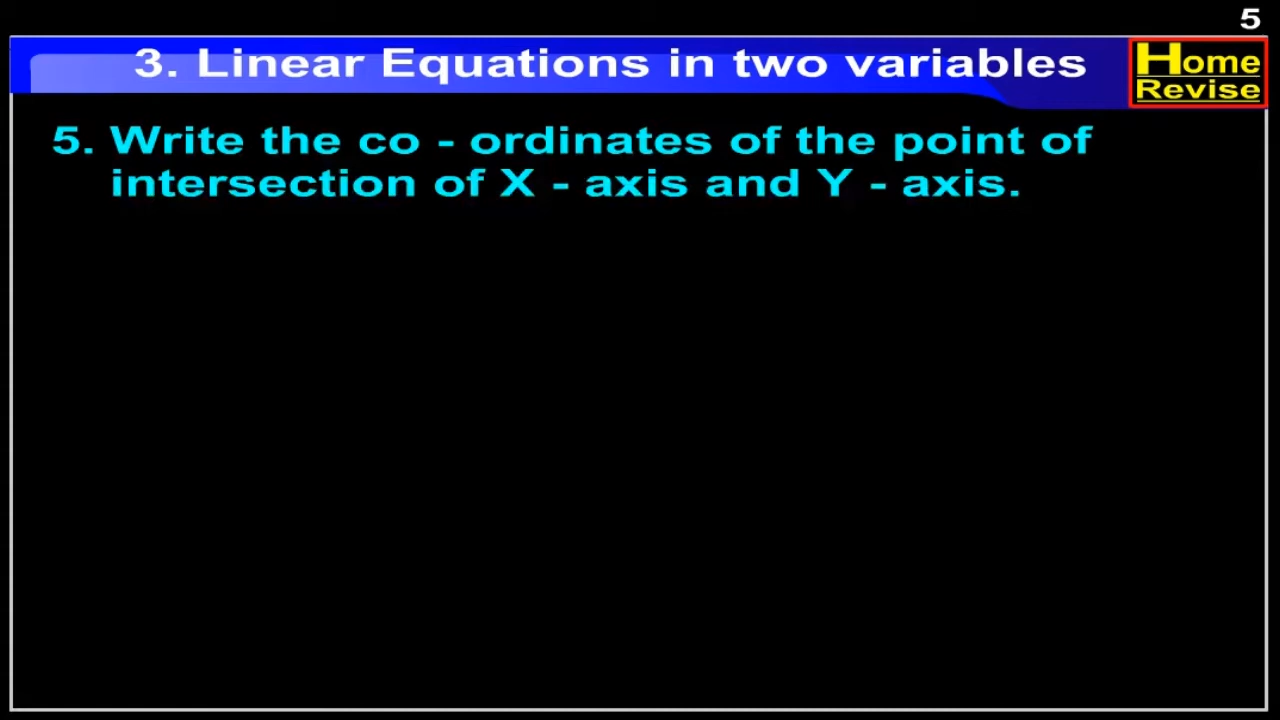 5
3. Linear Equations in two variables
Home
Revise
5. Write the co - ordinates of the point of
intersection of X - axis and Y - axis.